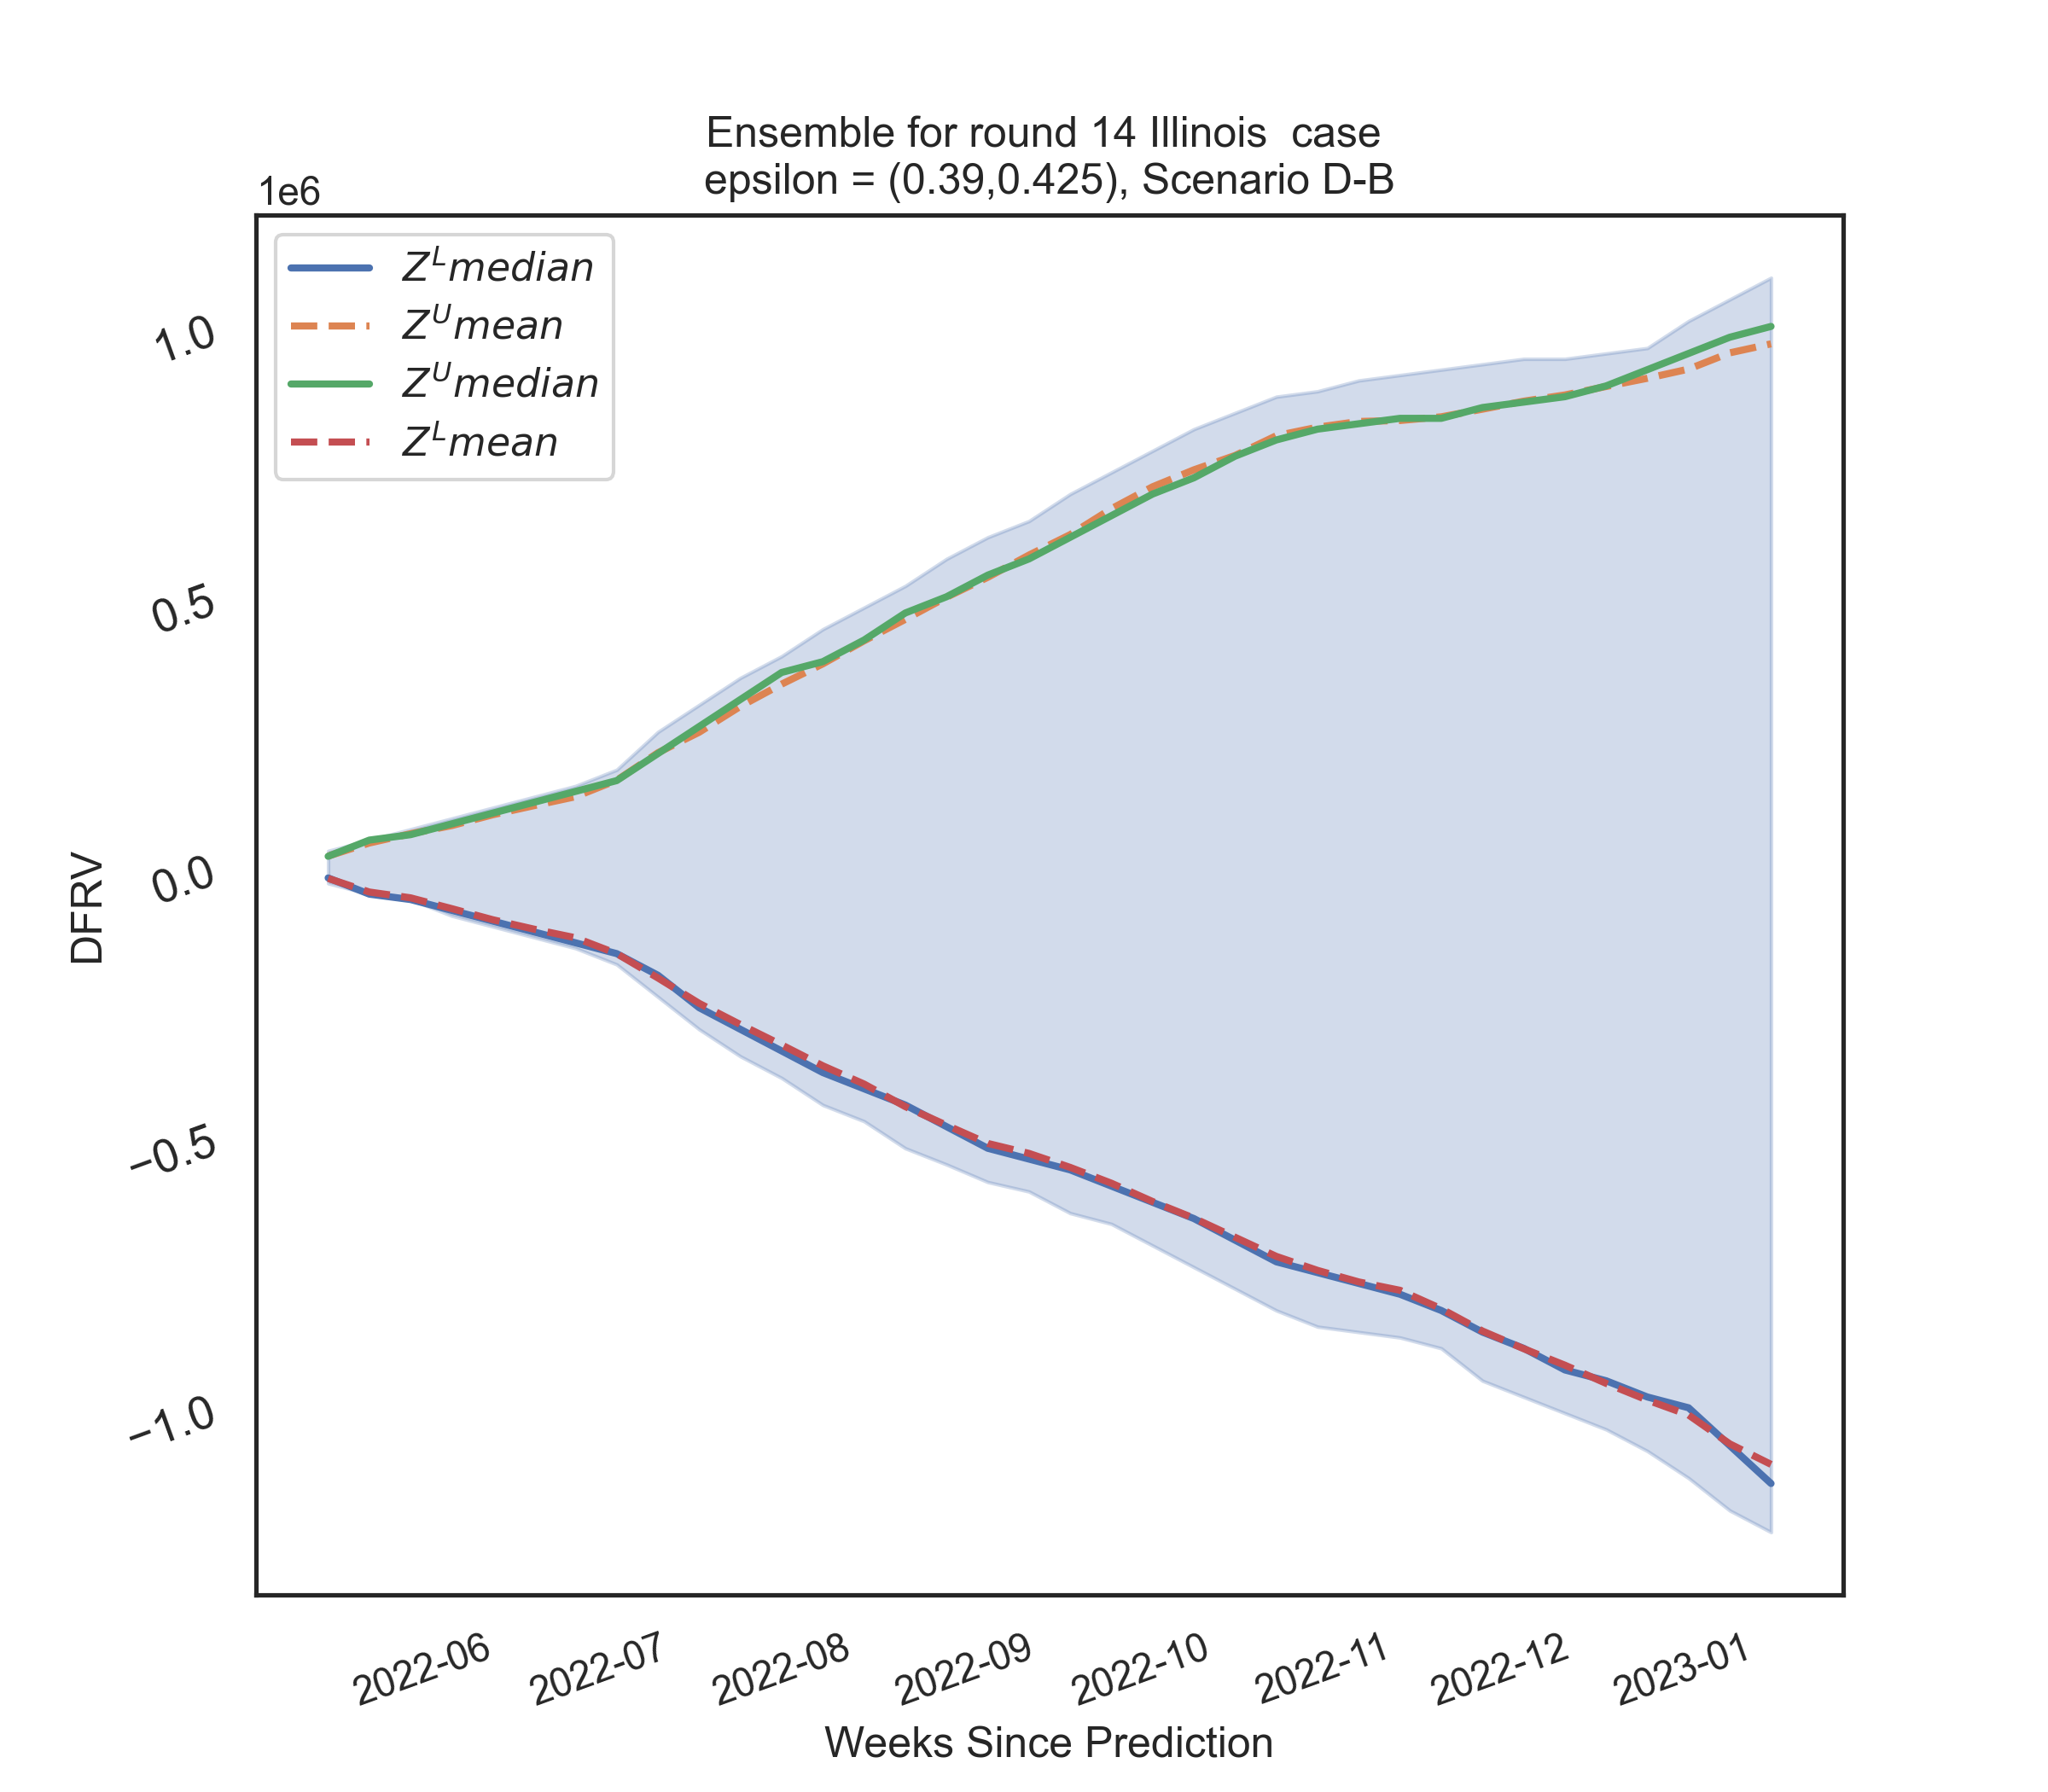 Ensemble for round 14 Illinois  case
epsilon = (0.39,0.425), Scenario D-B
1e6
Z^L median
Z^U mean
Z^U median
Z^L mean
1.0
0.5
0.0
−0.5
−1.0
DFRV
2022-06
2022-07
2022-08
2022-09
2022-10
2022-11
2022-12
2023-01
Weeks Since Prediction